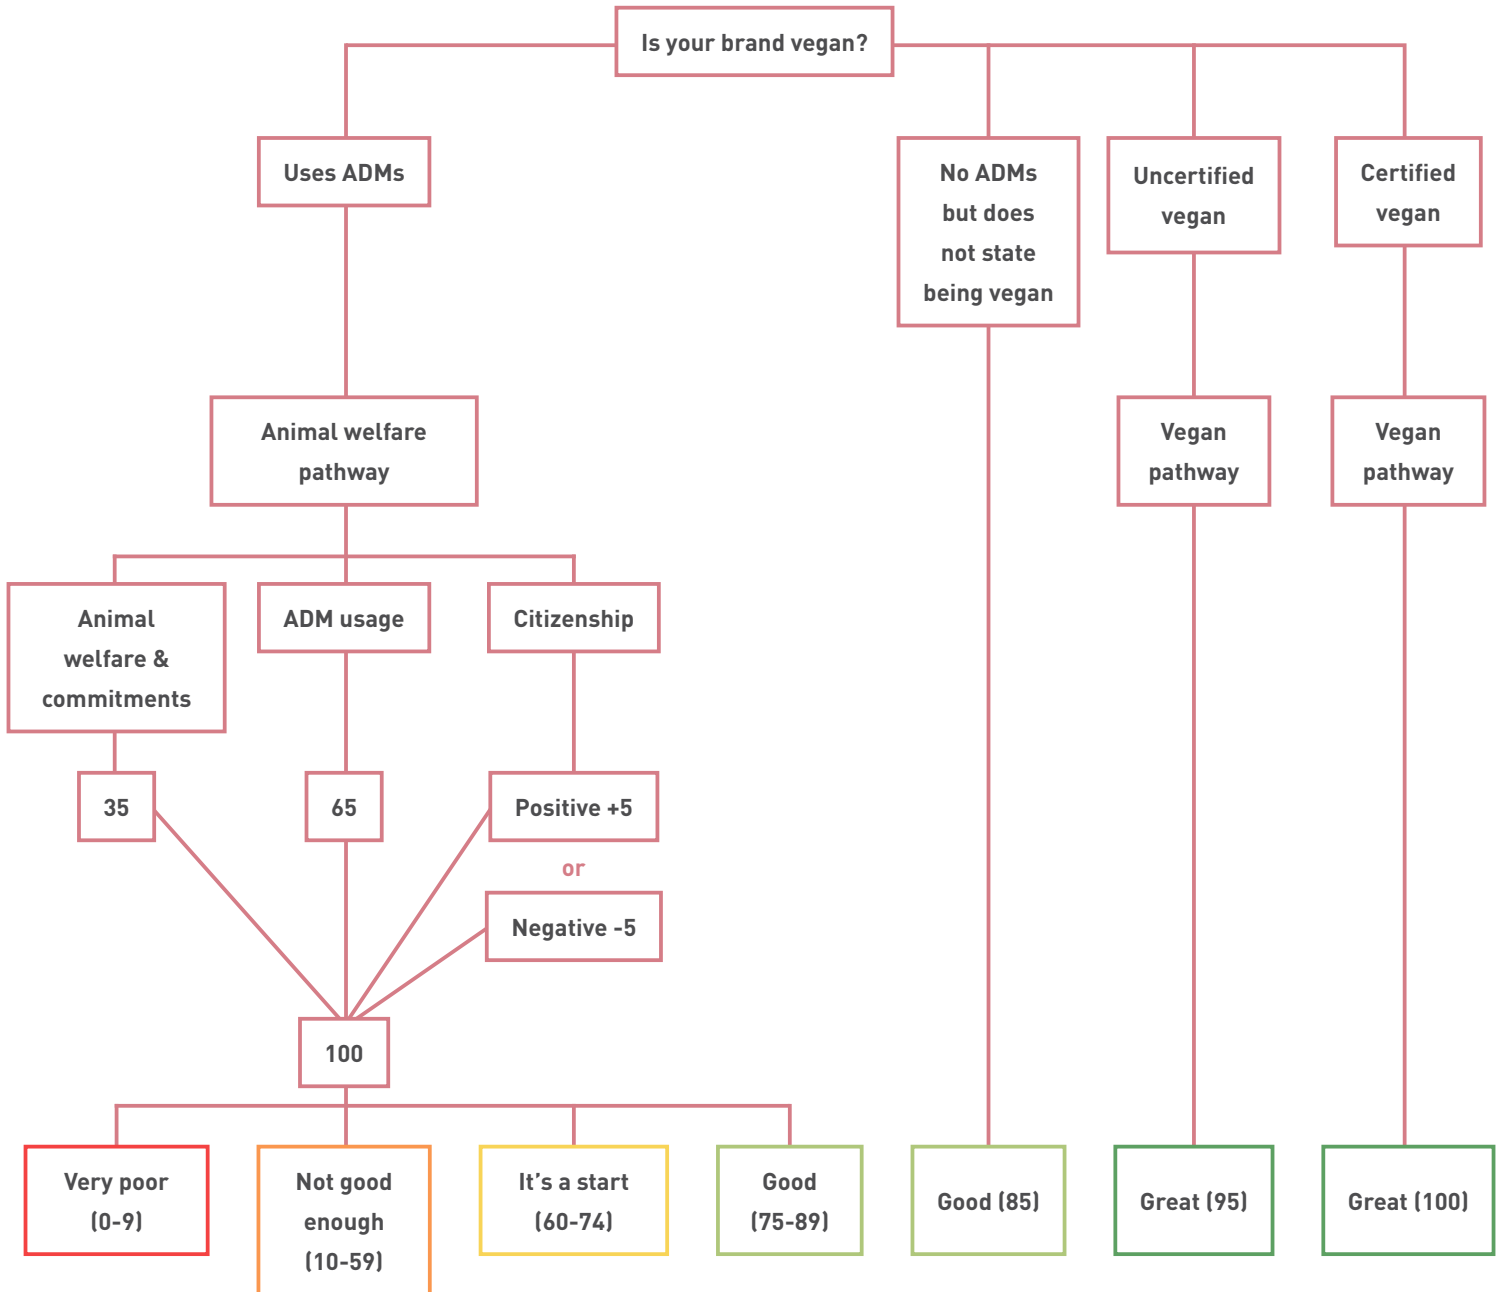 Is your brand vegan?
Uses ADMs
No ADMs
but does
not state
being vegan
Uncertified
vegan
Certified
vegan
Animal welfare
pathway
Vegan
pathway
Vegan
pathway
Animal
welfare &
commitments
ADM usage
Citizenship
35
65
Positive +5
or
Negative -5
100
Very poor
(0-9)
Not good
enough
(10-59)
It’s a start
(60-74)
Good
(75-89)
Good (85)
Great (95)
Great (100)